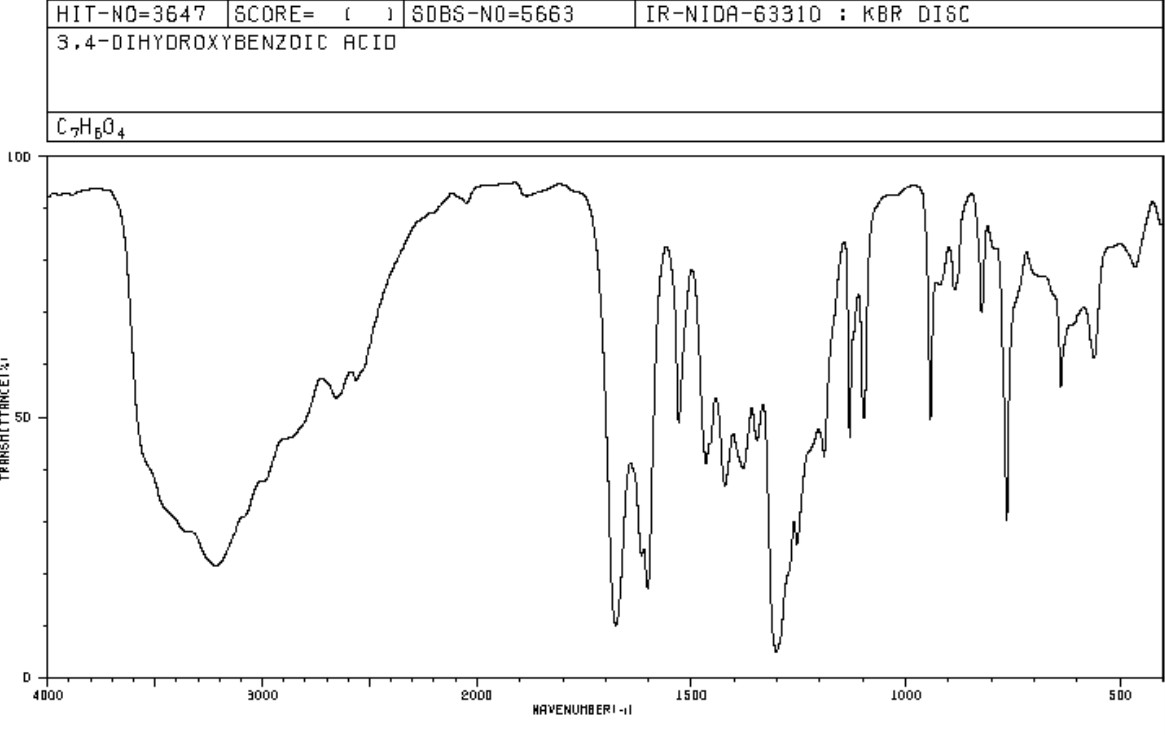 HIT-NO=3647 SCORE= ( ) SDBS-NO=5663 IR-NIDA-63310 : KBR DISC
3,4-DIHYDROXYBENZOIC ACID
C7H6O4
100
50
0
TRANSMITTANCE(%)
4000 3000 2000 1500 1000 500
WAVENUMBER(-1)